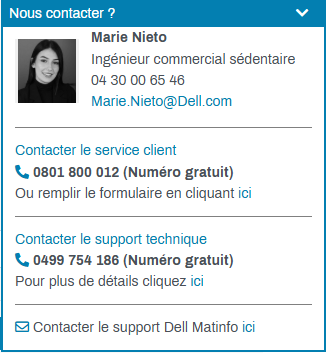 Nous contacter ?
Marie Nieto
Ingénieur commercial sédentaire
04 30 00 65 46
Marie.Nieto@Dell.com
Contacter le service client
0801 800 012 (Numéro gratuit)
Ou remplir le formulaire en cliquant ici
Contacter le support technique
0499 754 186 (Numéro gratuit)
Pour plus de détails cliquez ici
Contacter le support Dell Matinfo ici